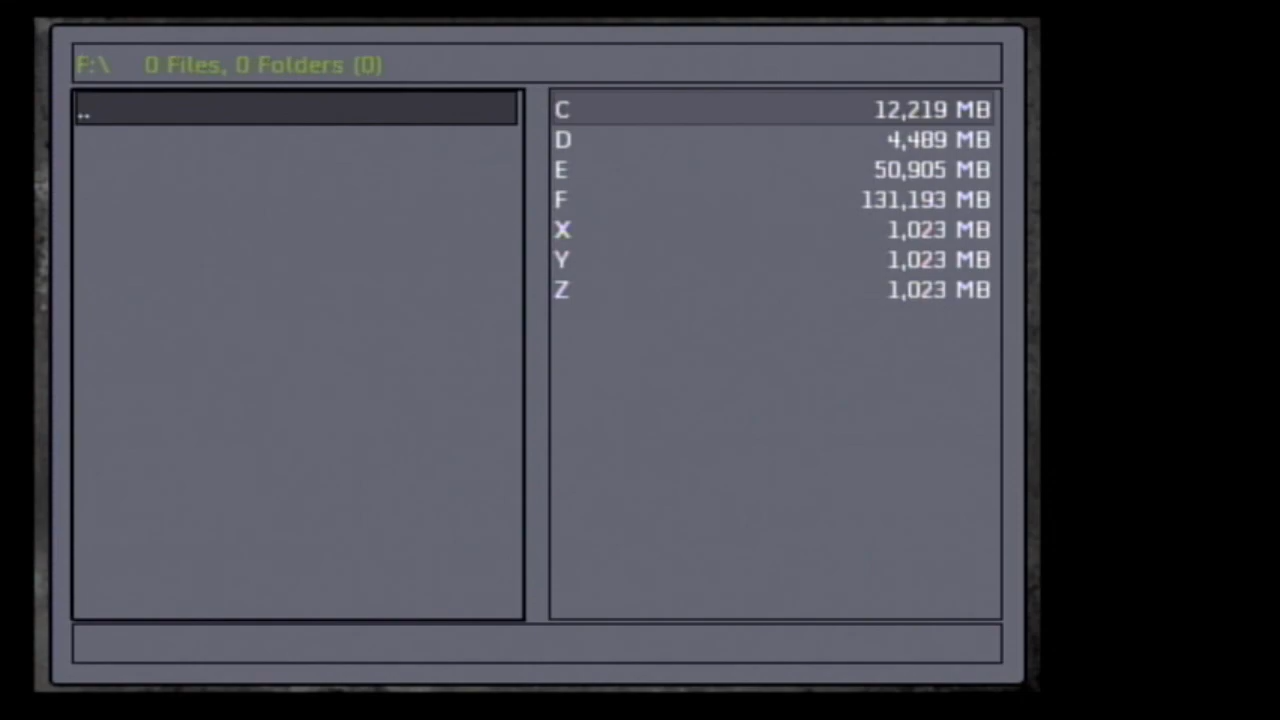 F:\ 0 Files, 0 Folders (0)
..
C 12,219 MB
D 4,489 MB
E 50,905 MB
F 131,193 MB
X 1,023 MB
Y 1,023 MB
Z 1,023 MB